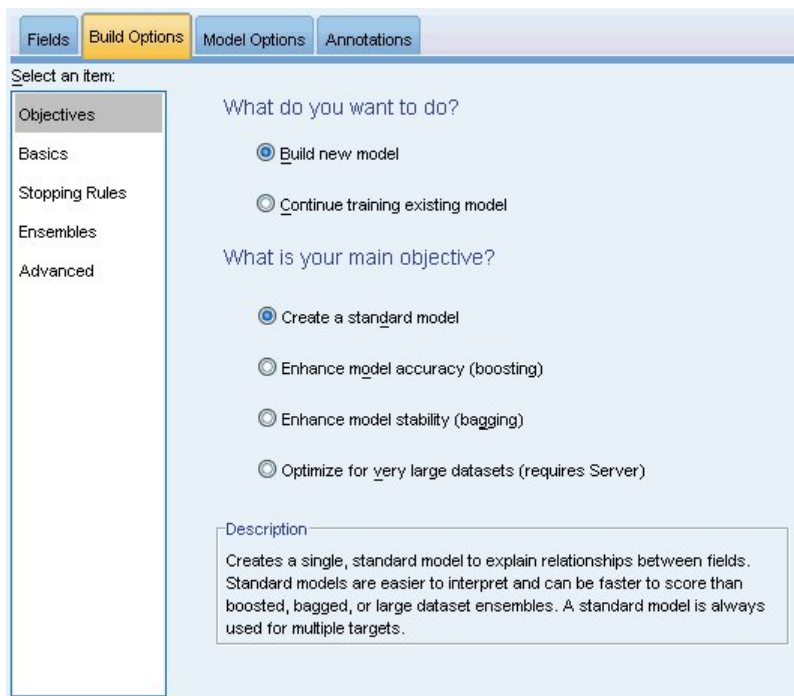 Fields Build Options Model Options Annotations
Select an item:
Objectives
Basics
Stopping Rules
Ensembles
Advanced
What do you want to do?
Build new model
Continue training existing model
What is your main objective?
Create a standard model
Enhance model accuracy (boosting)
Enhance model stability (bagging)
Optimize for very large datasets (requires Server)
Description
Creates a single, standard model to explain relationships between fields.
Standard models are easier to interpret and can be faster to score than
boosted, bagged, or large dataset ensembles. A standard model is always
used for multiple targets.